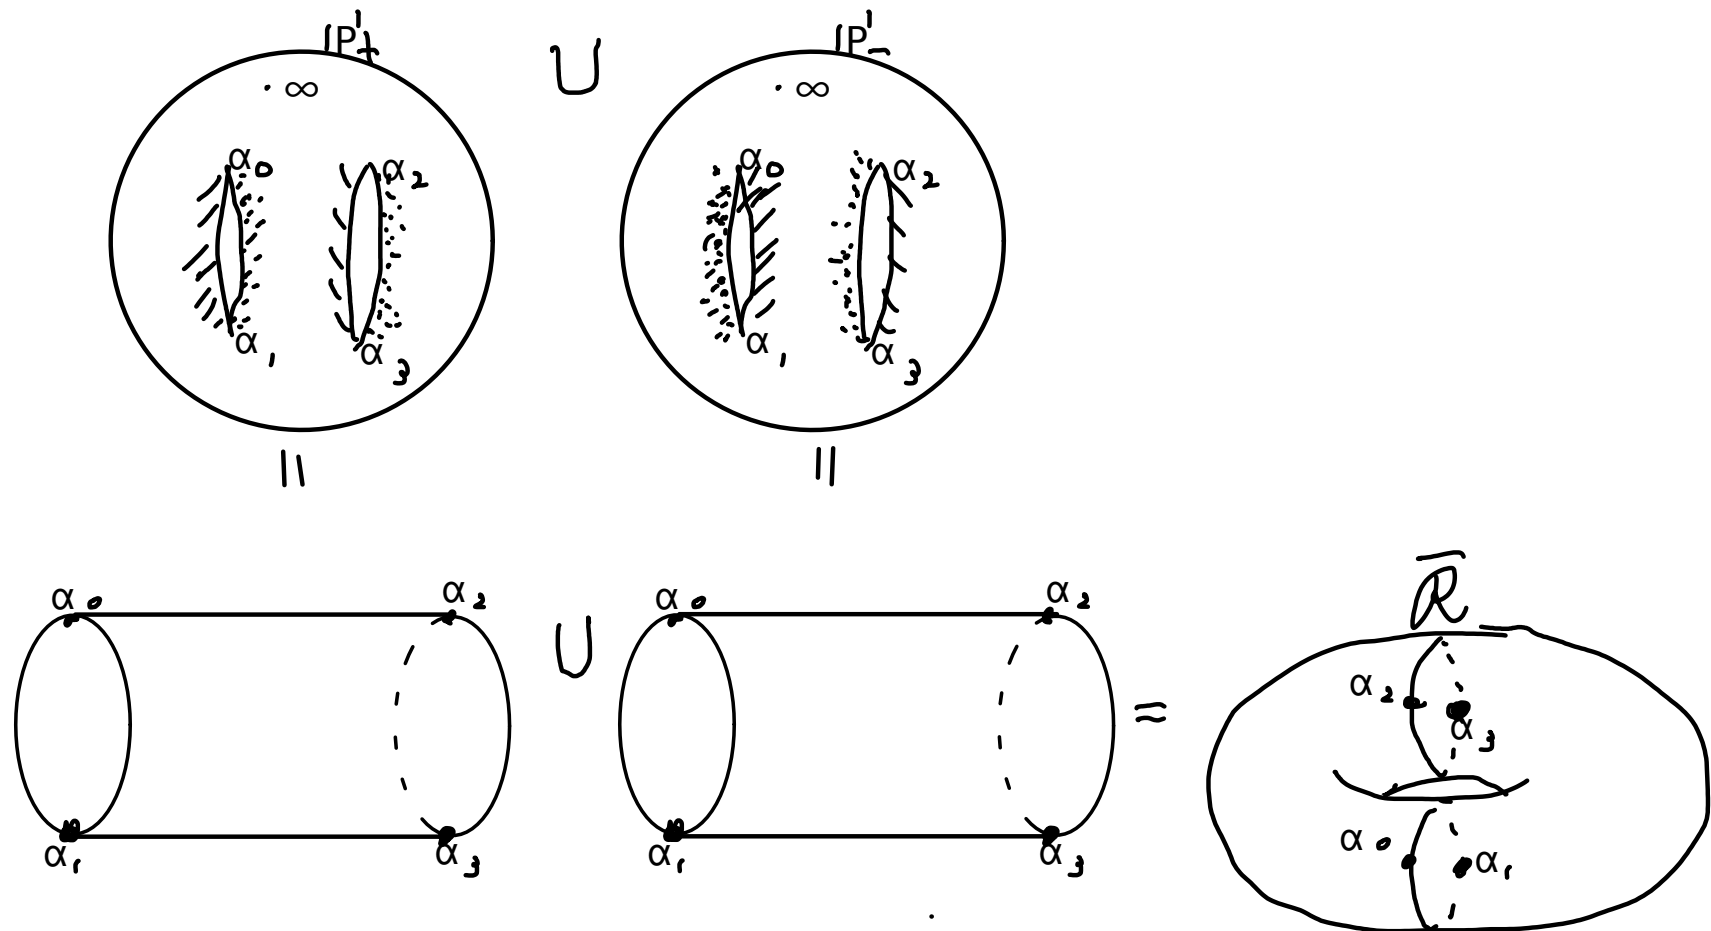 ℙ¹₊ ∪ ℙ¹₋
· ∞ · ∞
α₀ α₂ α₀ α₂
α₁ α₃ α₁ α₃
|| ||
R̄
α₀ α₂ ∪ α₀ α₂ =
α₁ α₃ α₁ α₃
α₂ α₃
α₀ α₁